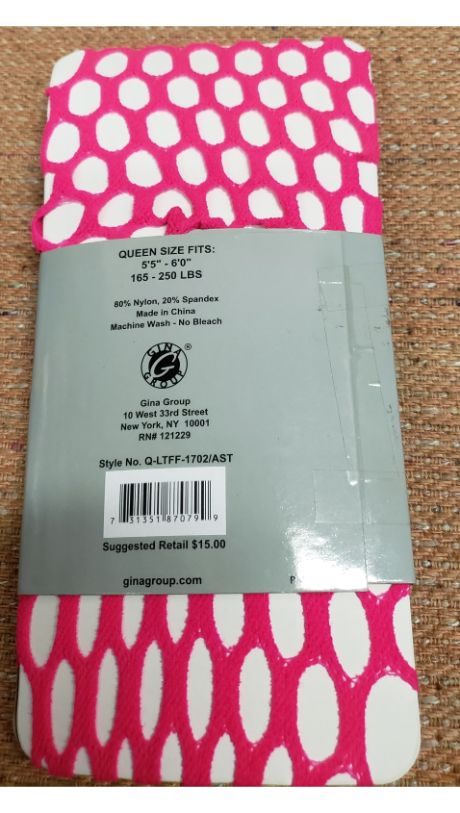 QUEEN SIZE FITS:
5'5" - 6'0"
165 - 250 LBS
80% Nylon, 20% Spandex
Made in China
Machine Wash - No Bleach
GINA ®
G
GROUP
Gina Group
10 West 33rd Street
New York, NY 10001
RN# 121229
Style No. Q-LTFF-1702/AST
7 31351 87079 9
Suggested Retail $15.00
ginagroup.com
P